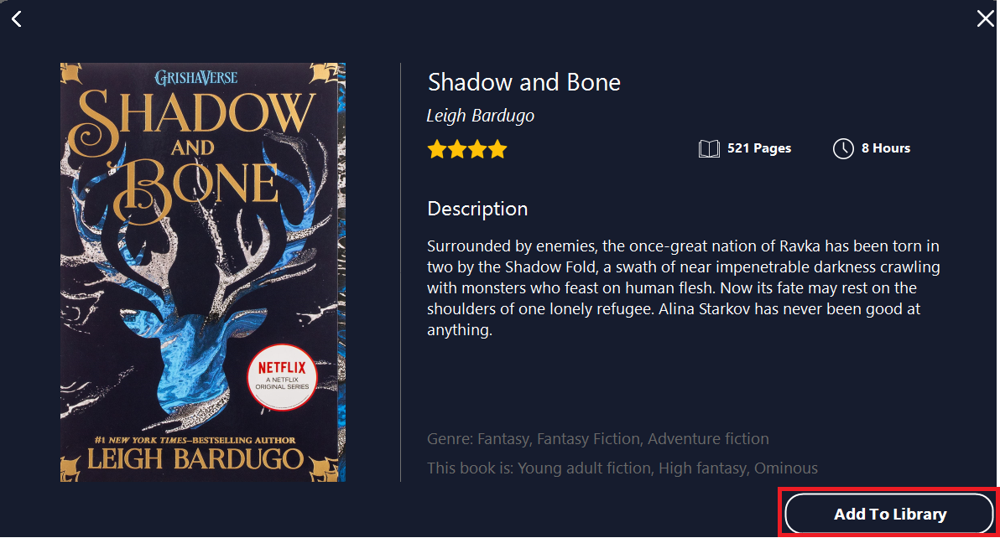 GRISHAVERSE
SHADOW
AND
BONE
NETFLIX
A NETFLIX
ORIGINAL SERIES
#1 NEW YORK TIMES–BESTSELLING AUTHOR
LEIGH BARDUGO
Shadow and Bone
Leigh Bardugo
521 Pages
8 Hours
Description
Surrounded by enemies, the once-great nation of Ravka has been torn in
two by the Shadow Fold, a swath of near impenetrable darkness crawling
with monsters who feast on human flesh. Now its fate may rest on the
shoulders of one lonely refugee. Alina Starkov has never been good at
anything.
Genre: Fantasy, Fantasy Fiction, Adventure fiction
This book is: Young adult fiction, High fantasy, Ominous
Add To Library